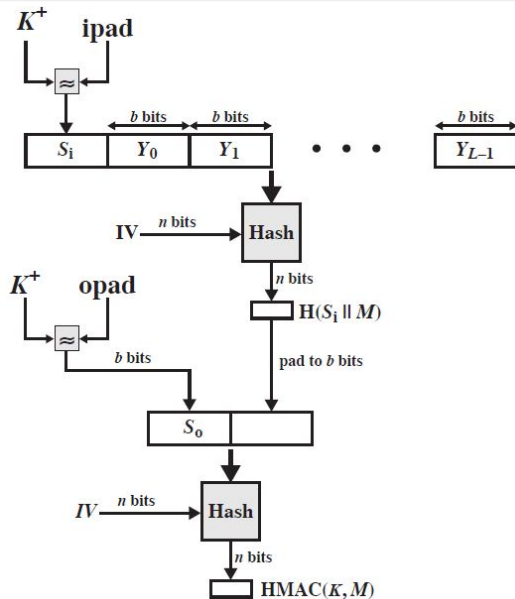 K+ ipad
≈
b bits b bits b bits
Si Y0 Y1 • • • YL–1
IV n bits Hash
n bits
H(Si || M)
K+ opad
≈
b bits
pad to b bits
So
IV n bits Hash
n bits
HMAC(K, M)